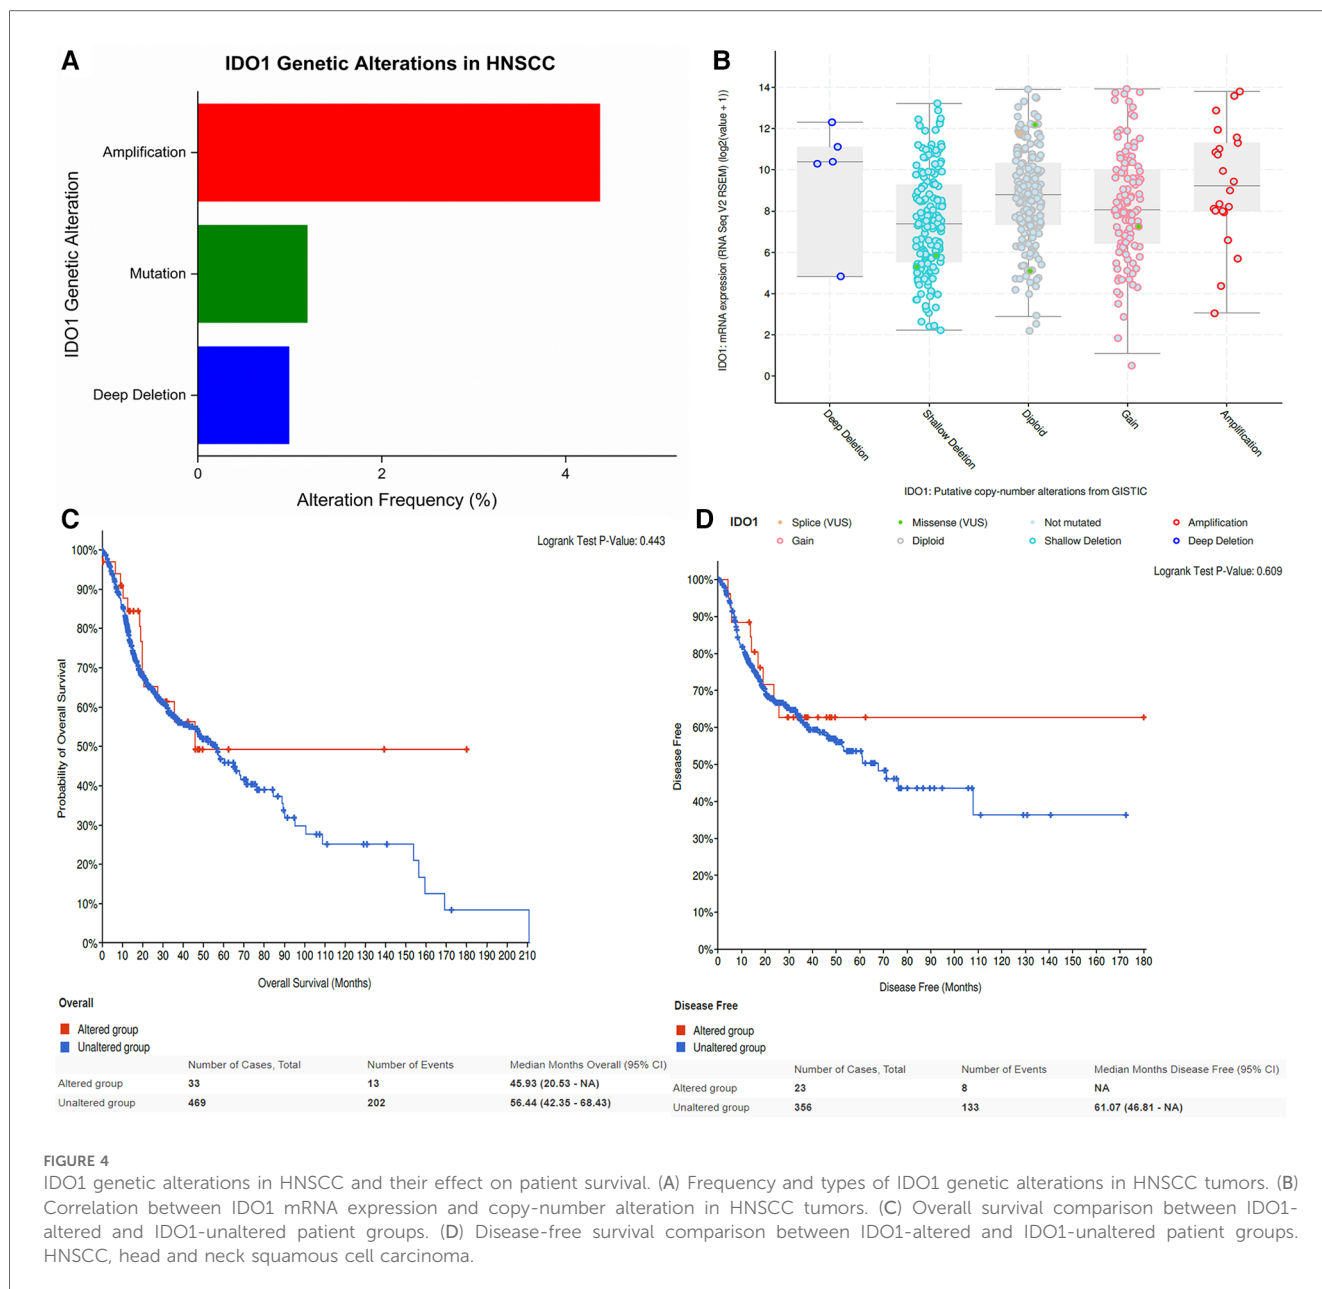 A
IDO1 Genetic Alterations in HNSCC
IDO1 Genetic Alteration
Amplification
Mutation
Deep Deletion
0 2 4
Alteration Frequency (%)
B
IDO1: mRNA expression (RNA Seq V2 RSEM) (log2(value + 1))
14
12
10
8
6
4
2
0
Deep Deletion
Shallow Deletion
Diploid
Gain
Amplification
IDO1: Putative copy-number alterations from GISTIC
IDO1 Splice (VUS) Missense (VUS) Not mutated Amplification
Gain Diploid Shallow Deletion Deep Deletion
C
Logrank Test P-Value: 0.443
Probability of Overall Survival
100%
90%
80%
70%
60%
50%
40%
30%
20%
10%
0%
0 10 20 30 40 50 60 70 80 90 100 110 120 130 140 150 160 170 180 190 200 210
Overall Survival (Months)
Overall
Altered group
Unaltered group
Number of Cases, Total Number of Events Median Months Overall (95% CI)
Altered group 33 13 45.93 (20.53 - NA)
Unaltered group 469 202 56.44 (42.35 - 68.43)
D
Logrank Test P-Value: 0.609
Disease Free
100%
90%
80%
70%
60%
50%
40%
30%
20%
10%
0%
0 10 20 30 40 50 60 70 80 90 100 110 120 130 140 150 160 170 180
Disease Free (Months)
Disease Free
Altered group
Unaltered group
Number of Cases, Total Number of Events Median Months Disease Free (95% CI)
Altered group 23 8 NA
Unaltered group 356 133 61.07 (46.81 - NA)
FIGURE 4
IDO1 genetic alterations in HNSCC and their effect on patient survival. (A) Frequency and types of IDO1 genetic alterations in HNSCC tumors. (B)
Correlation between IDO1 mRNA expression and copy-number alteration in HNSCC tumors. (C) Overall survival comparison between IDO1-
altered and IDO1-unaltered patient groups. (D) Disease-free survival comparison between IDO1-altered and IDO1-unaltered patient groups.
HNSCC, head and neck squamous cell carcinoma.